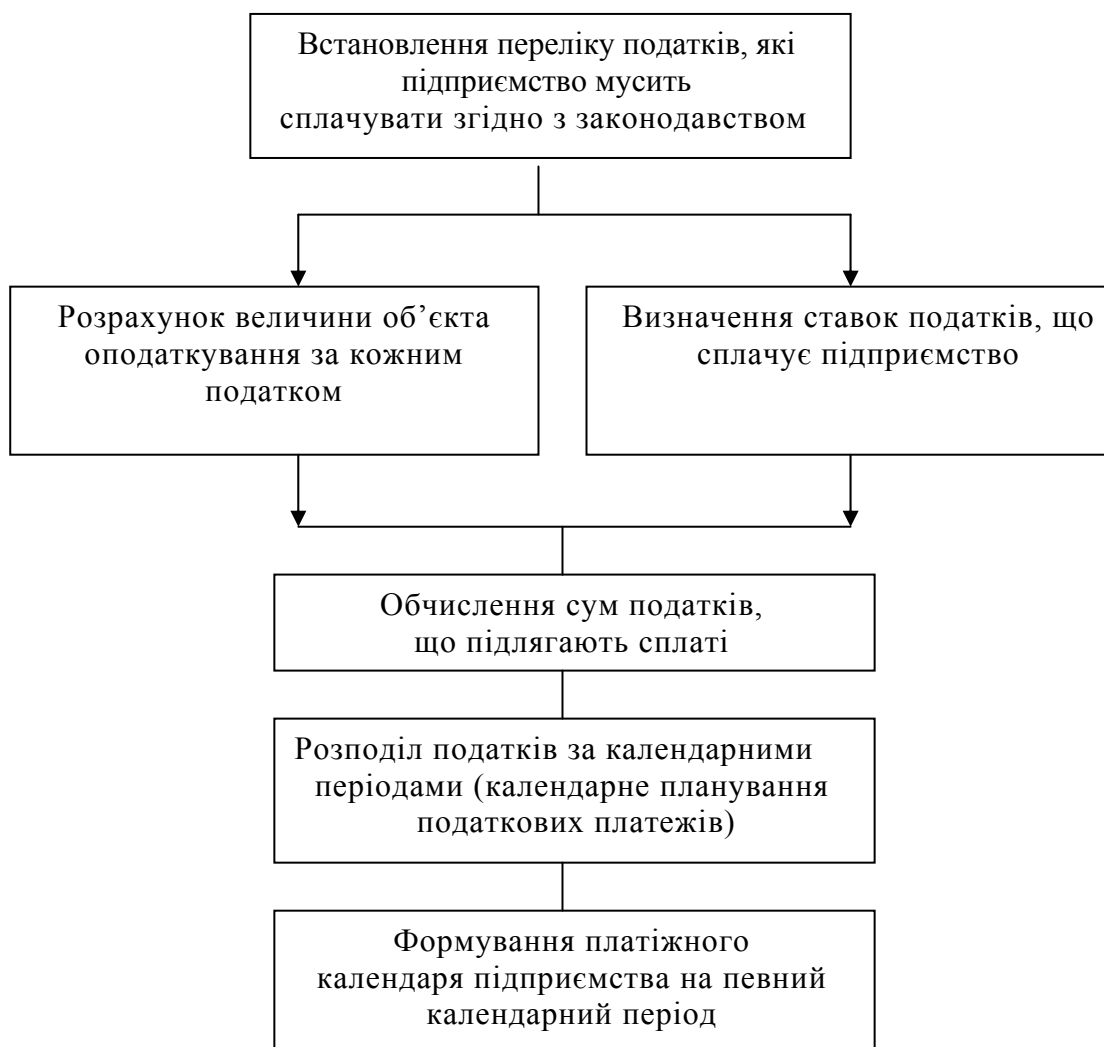 Встановлення переліку податків, які
підприємство мусить
сплачувати згідно з законодавством
Розрахунок величини об’єкта
оподаткування за кожним
податком
Визначення ставок податків, що
сплачує підприємство
Обчислення сум податків,
що підлягають сплаті
Розподіл податків за календарними
періодами (календарне планування
податкових платежів)
Формування платіжного
календаря підприємства на певний
календарний період